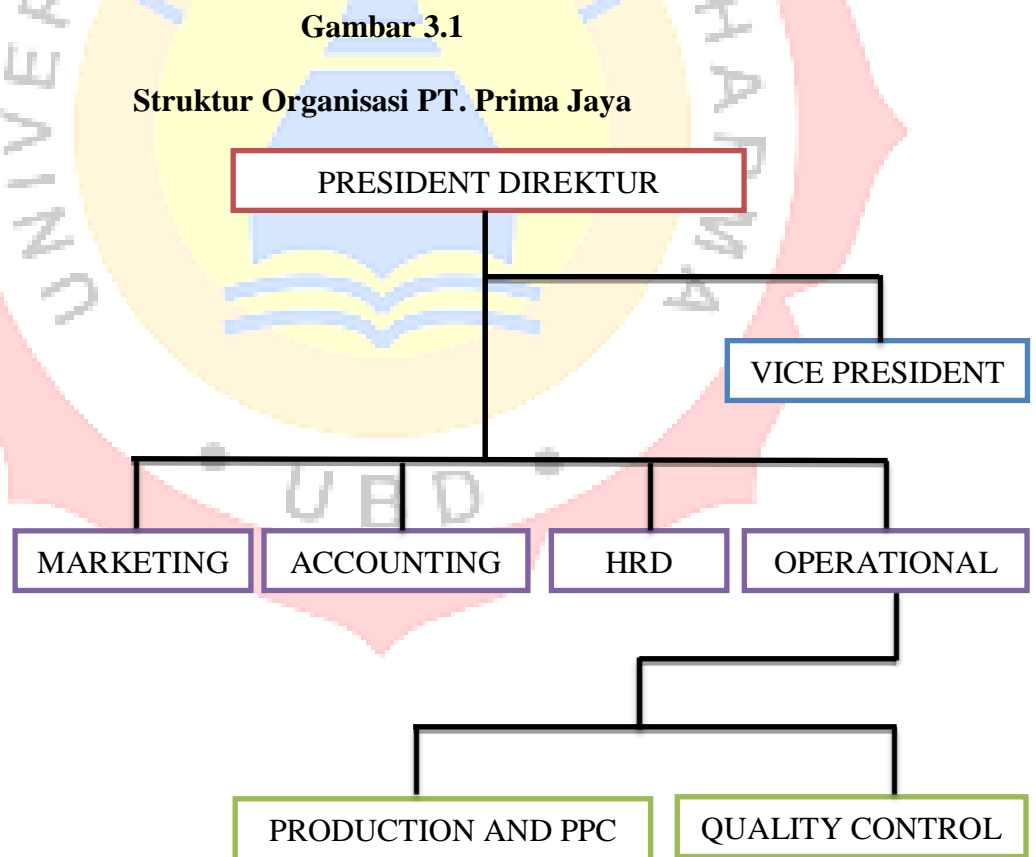 Gambar 3.1
Struktur Organisasi PT. Prima Jaya
PRESIDENT DIREKTUR
VICE PRESIDENT
MARKETING
ACCOUNTING
HRD
OPERATIONAL
PRODUCTION AND PPC
QUALITY CONTROL
UBD